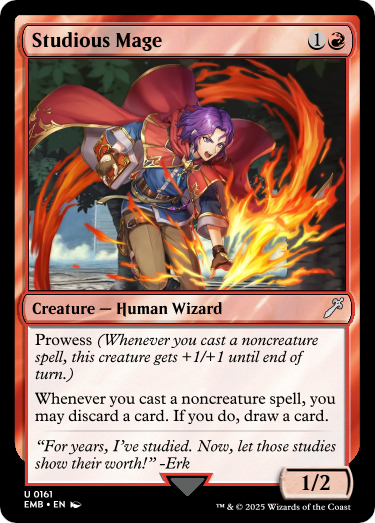 Studious Mage 1
Creature — Human Wizard
Prowess (Whenever you cast a noncreature
spell, this creature gets +1/+1 until end of
turn.)
Whenever you cast a noncreature spell, you
may discard a card. If you do, draw a card.
"For years, I've studied. Now, let those studies
show their worth!" -Erk
1/2
U 0161
EMB • EN
™ & © 2025 Wizards of the Coast